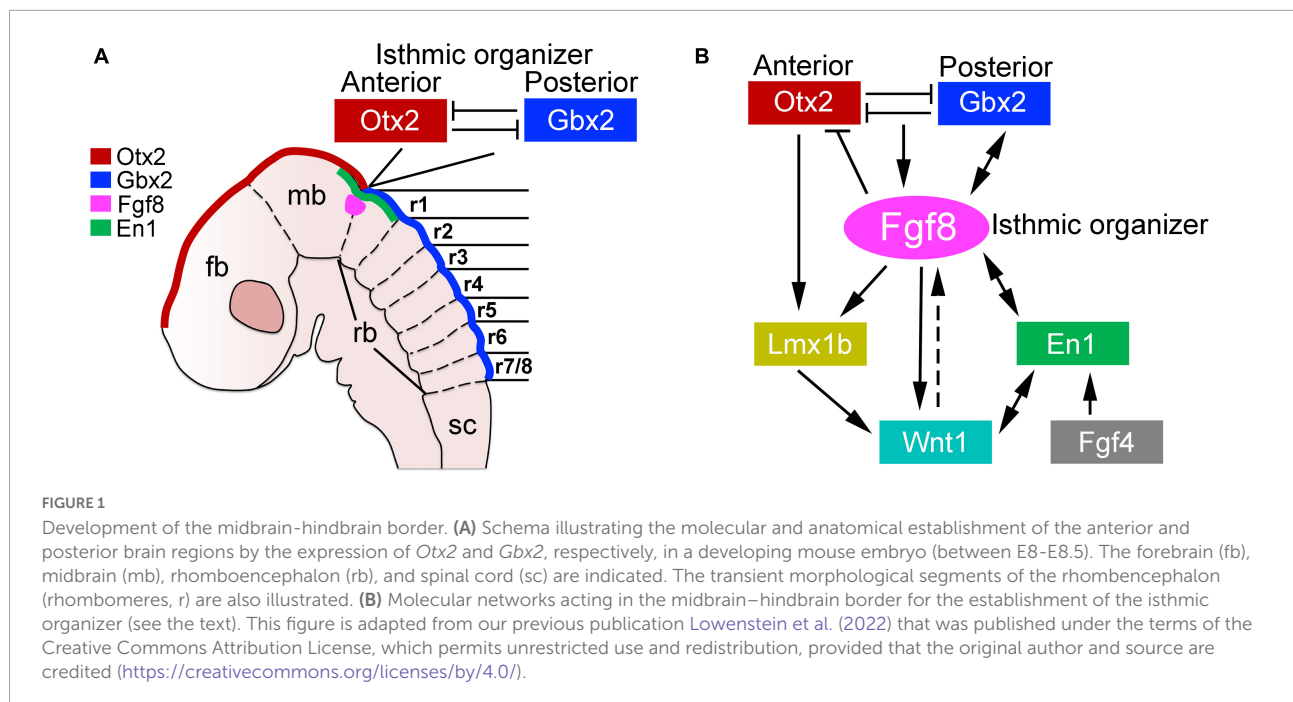 A
Isthmic organizer
Anterior
Posterior
Otx2
Gbx2
Otx2
Gbx2
Fgf8
En1
mb
fb
rb
sc
r1
r2
r3
r4
r5
r6
r7/8
B
Anterior
Posterior
Otx2
Gbx2
Fgf8
Isthmic organizer
Lmx1b
En1
Wnt1
Fgf4
FIGURE 1
Development of the midbrain-hindbrain border. (A) Schema illustrating the molecular and anatomical establishment of the anterior and
posterior brain regions by the expression of Otx2 and Gbx2, respectively, in a developing mouse embryo (between E8-E8.5). The forebrain (fb),
midbrain (mb), rhomboencephalon (rb), and spinal cord (sc) are indicated. The transient morphological segments of the rhombencephalon
(rhombomeres, r) are also illustrated. (B) Molecular networks acting in the midbrain–hindbrain border for the establishment of the isthmic
organizer (see the text). This figure is adapted from our previous publication Lowenstein et al. (2022) that was published under the terms of the
Creative Commons Attribution License, which permits unrestricted use and redistribution, provided that the original author and source are
credited (https://creativecommons.org/licenses/by/4.0/).